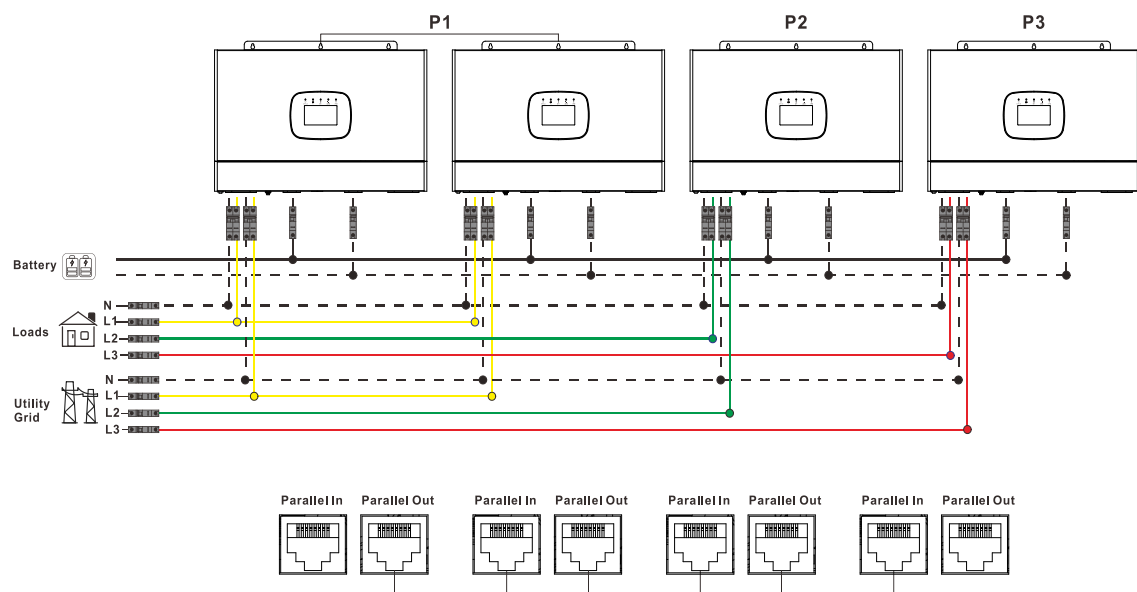 P1 P2 P3
Battery
Loads
N
L1
L2
L3
Utility
Grid
N
L1
L2
L3
Parallel In Parallel Out Parallel In Parallel Out Parallel In Parallel Out Parallel In Parallel Out